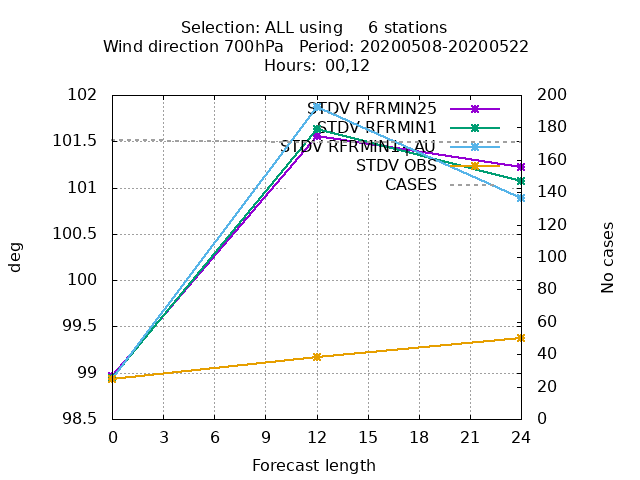 Selection: ALL using 6 stations
Wind direction 700hPa Period: 20200508-20200522
Hours: 00,12
102
101.5
101
100.5
100
99.5
99
98.5
deg
200
180
160
140
120
100
80
60
40
20
0
No cases
STDV RFRMIN25
STDV RFRMIN1
STDV RFRMIN1+AU
STDV OBS
CASES
0 3 6 9 12 15 18 21 24
Forecast length